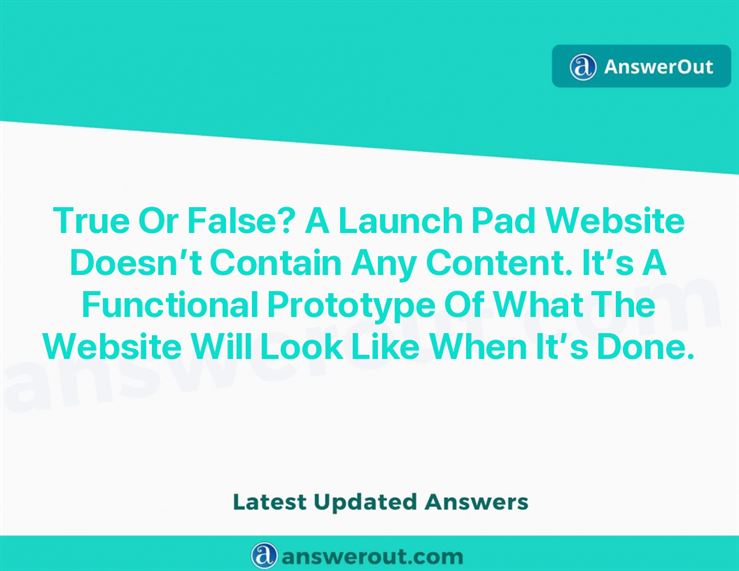 AnswerOut
True Or False? A Launch Pad Website
Doesn't Contain Any Content. It's A
Functional Prototype Of What The
Website Will Look Like When It's Done.
answerout.com
Latest Updated Answers
answerout.com